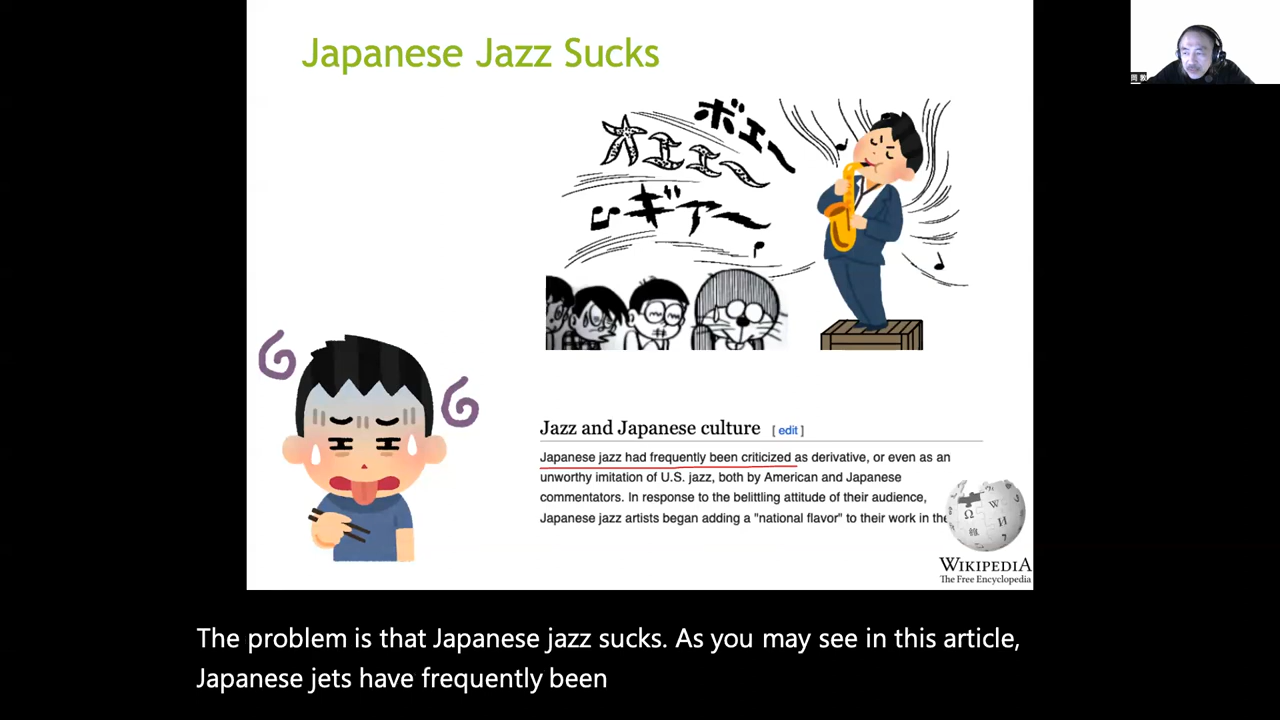 Japanese Jazz Sucks
ボエ〜
オエエ〜
ギァ〜
Jazz and Japanese culture [ edit ]
Japanese jazz had frequently been criticized as derivative, or even as an
unworthy imitation of U.S. jazz, both by American and Japanese
commentators. In response to the belittling attitude of their audience,
Japanese jazz artists began adding a "national flavor" to their work in the
WIKIPEDIA
The Free Encyclopedia
The problem is that Japanese jazz sucks. As you may see in this article,
Japanese jets have frequently been